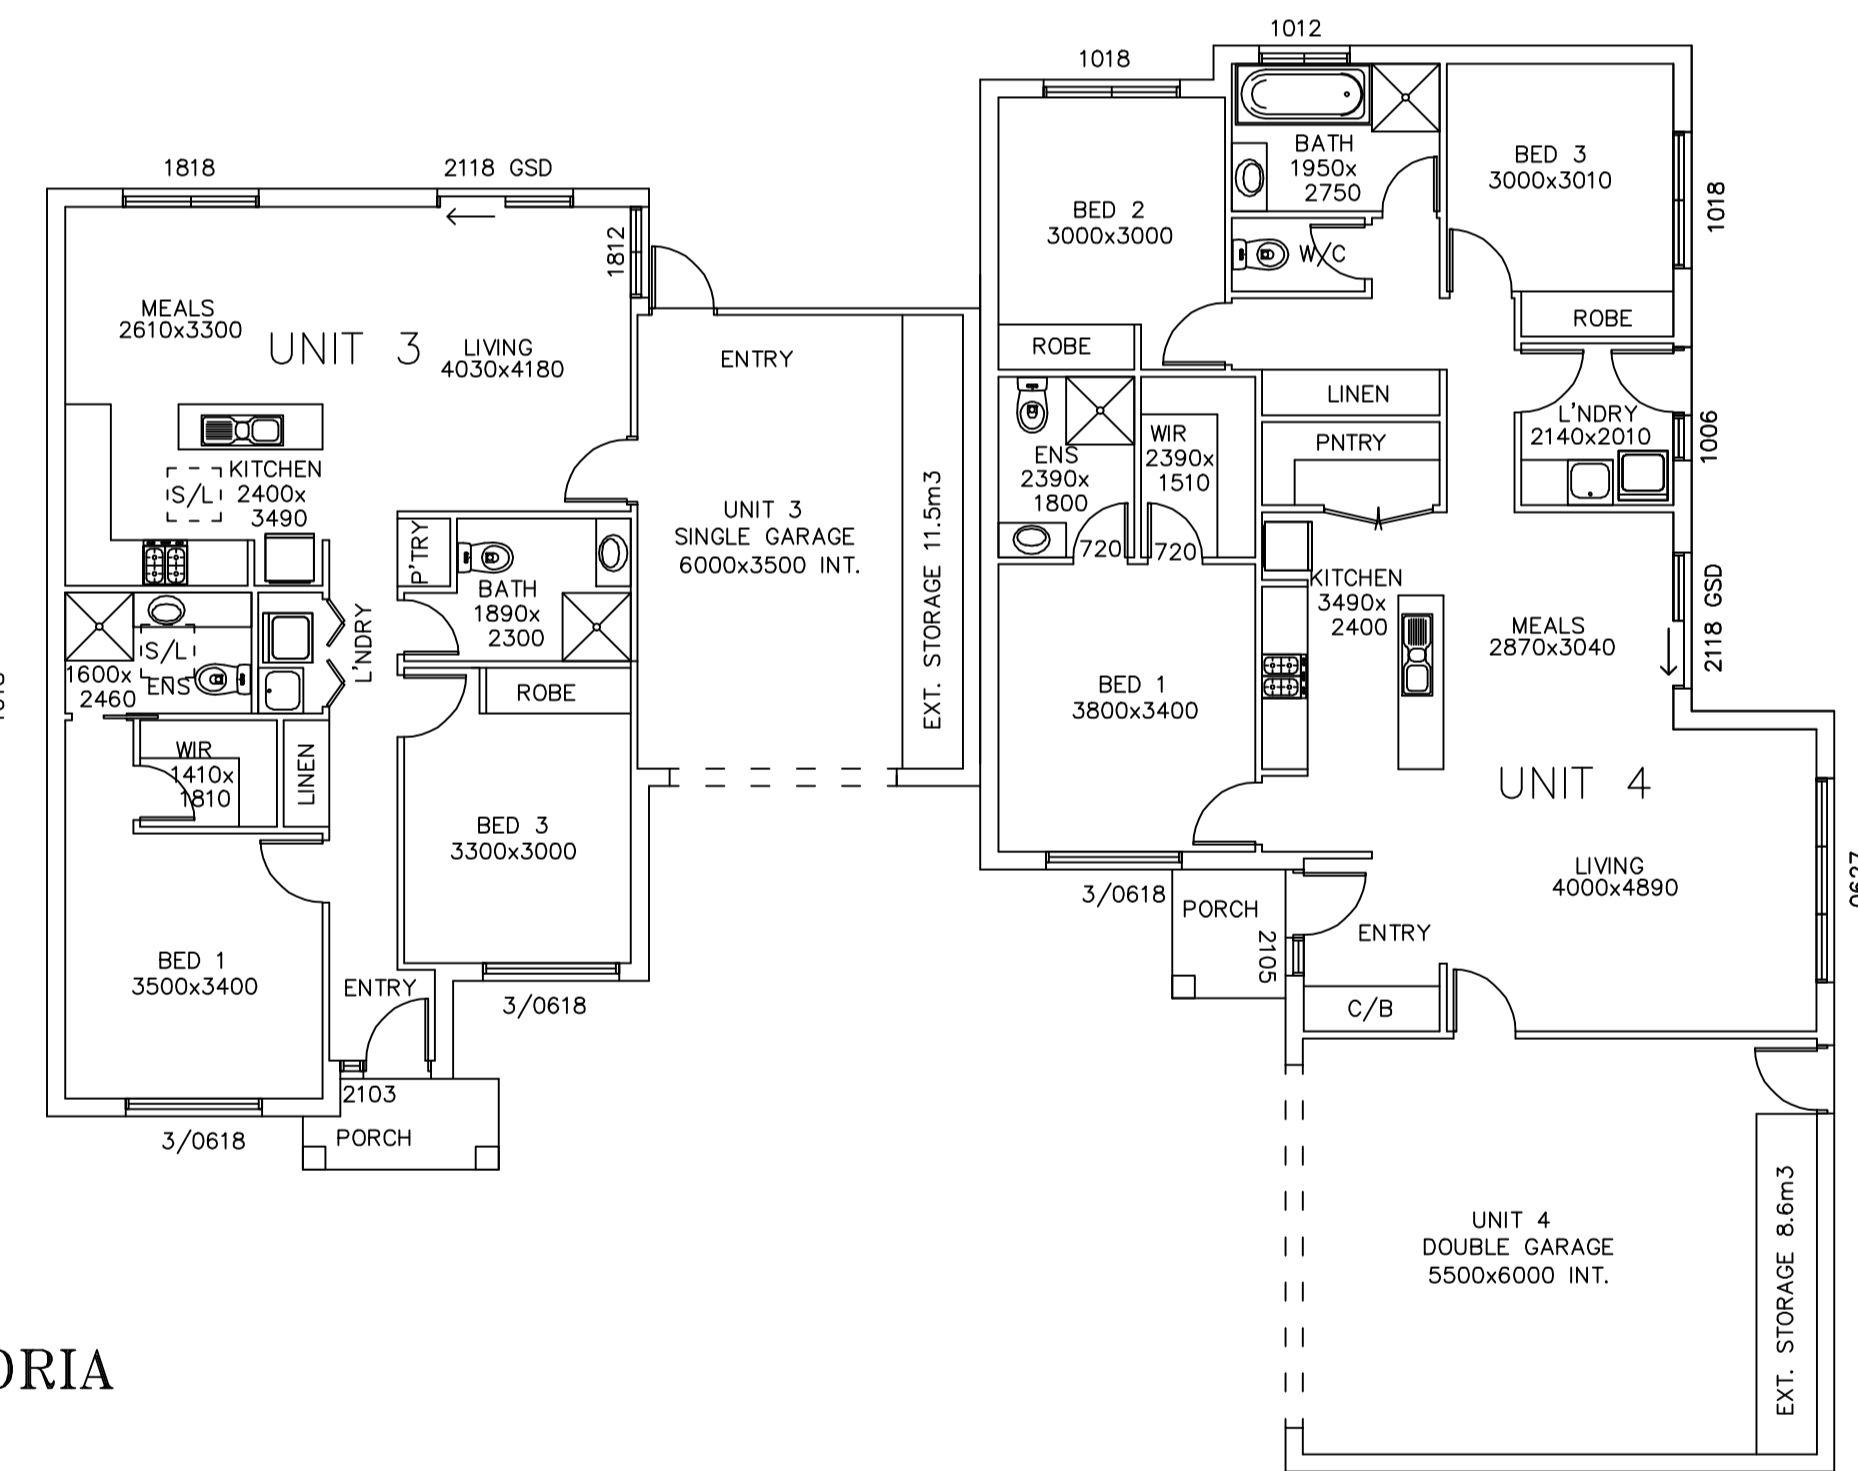 1818
2118 GSD
1812
MEALS
2610x3300
UNIT 3
LIVING
4030x4180
KITCHEN
2400x
3490
S/L
P'TRY
BATH
1890x
2300
L'NDRY
S/L
1600x
2460
ENS
ROBE
WIR
1410x
1810
LINEN
BED 3
3300x3000
BED 1
3500x3400
ENTRY
3/0618
2103
3/0618
PORCH
ENTRY
UNIT 3
SINGLE GARAGE
6000x3500 INT.
EXT. STORAGE 11.5m3
1012
1018
BATH
1950x
2750
BED 3
3000x3010
1018
BED 2
3000x3000
W/C
ROBE
ROBE
LINEN
L'NDRY
2140x2010
1006
PNTRY
WIR
2390x
1510
ENS
2390x
1800
720
720
KITCHEN
3490x
2400
MEALS
2870x3040
2118 GSD
BED 1
3800x3400
UNIT 4
LIVING
4000x4890
0627
3/0618
PORCH
2105
ENTRY
C/B
UNIT 4
DOUBLE GARAGE
5500x6000 INT.
EXT. STORAGE 8.6m3
ORIA